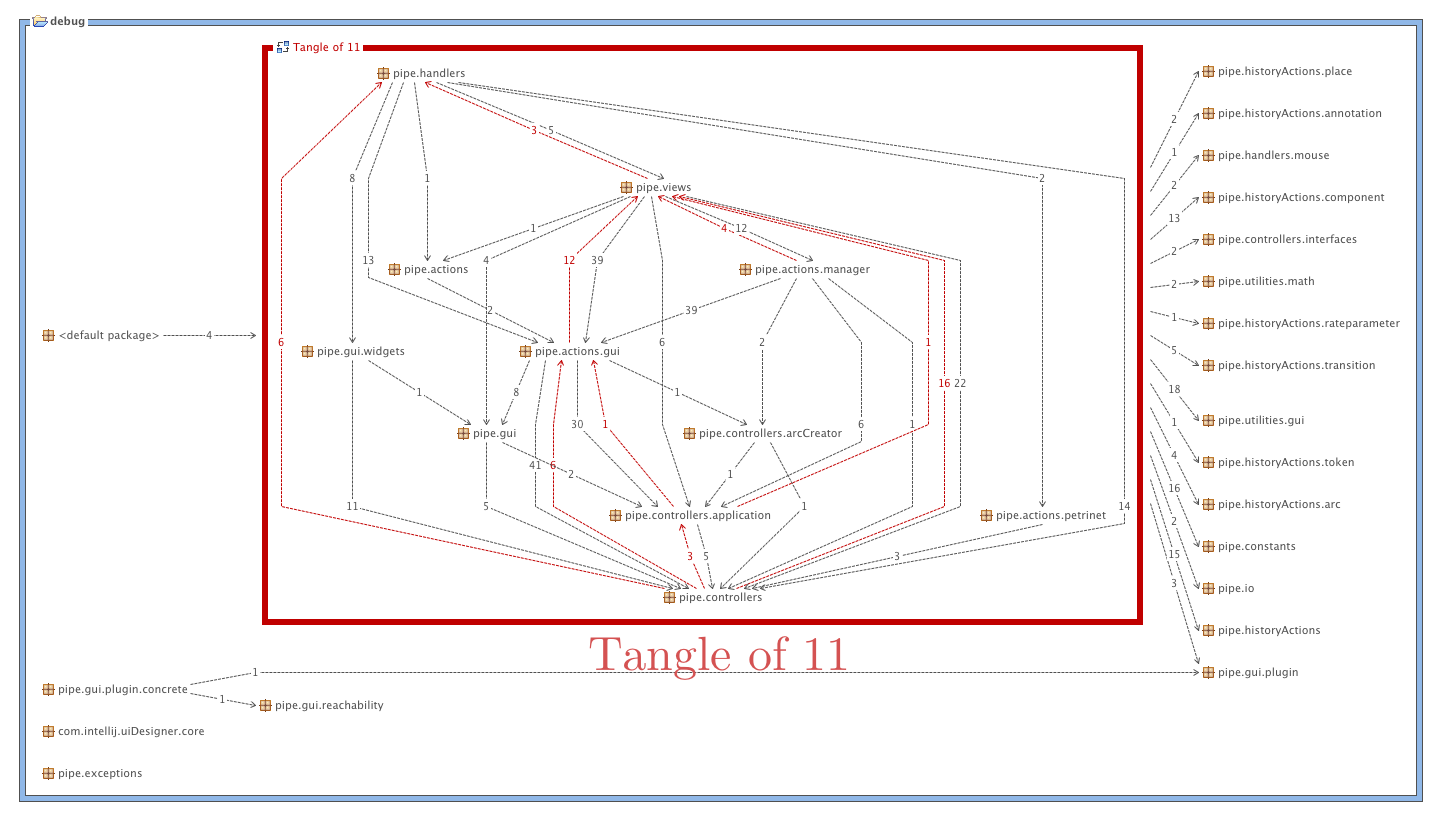 debug
Tangle of 11
pipe.handlers
3 5
pipe.views
8
1
2
1
4 12
13
4
12
39
pipe.actions
pipe.actions.manager
2
39
6
pipe.gui.widgets
pipe.actions.gui
6
2
1
1
8
1
16 22
30
1
6
1
pipe.gui
pipe.controllers.arcCreator
41
6
2
1
11
5
1
14
pipe.controllers.application
pipe.actions.petrinet
3
5
3
pipe.controllers
Tangle of 11
<default package>
4
2
pipe.historyActions.place
1
pipe.historyActions.annotation
2
pipe.handlers.mouse
13
pipe.historyActions.component
2
pipe.controllers.interfaces
2
pipe.utilities.math
1
pipe.historyActions.rateparameter
5
pipe.historyActions.transition
18
pipe.utilities.gui
1
pipe.historyActions.token
4
pipe.historyActions.arc
16
pipe.constants
2
pipe.io
15
pipe.historyActions
3
pipe.gui.plugin
1
pipe.gui.plugin.concrete
1
pipe.gui.reachability
com.intellij.uiDesigner.core
pipe.exceptions